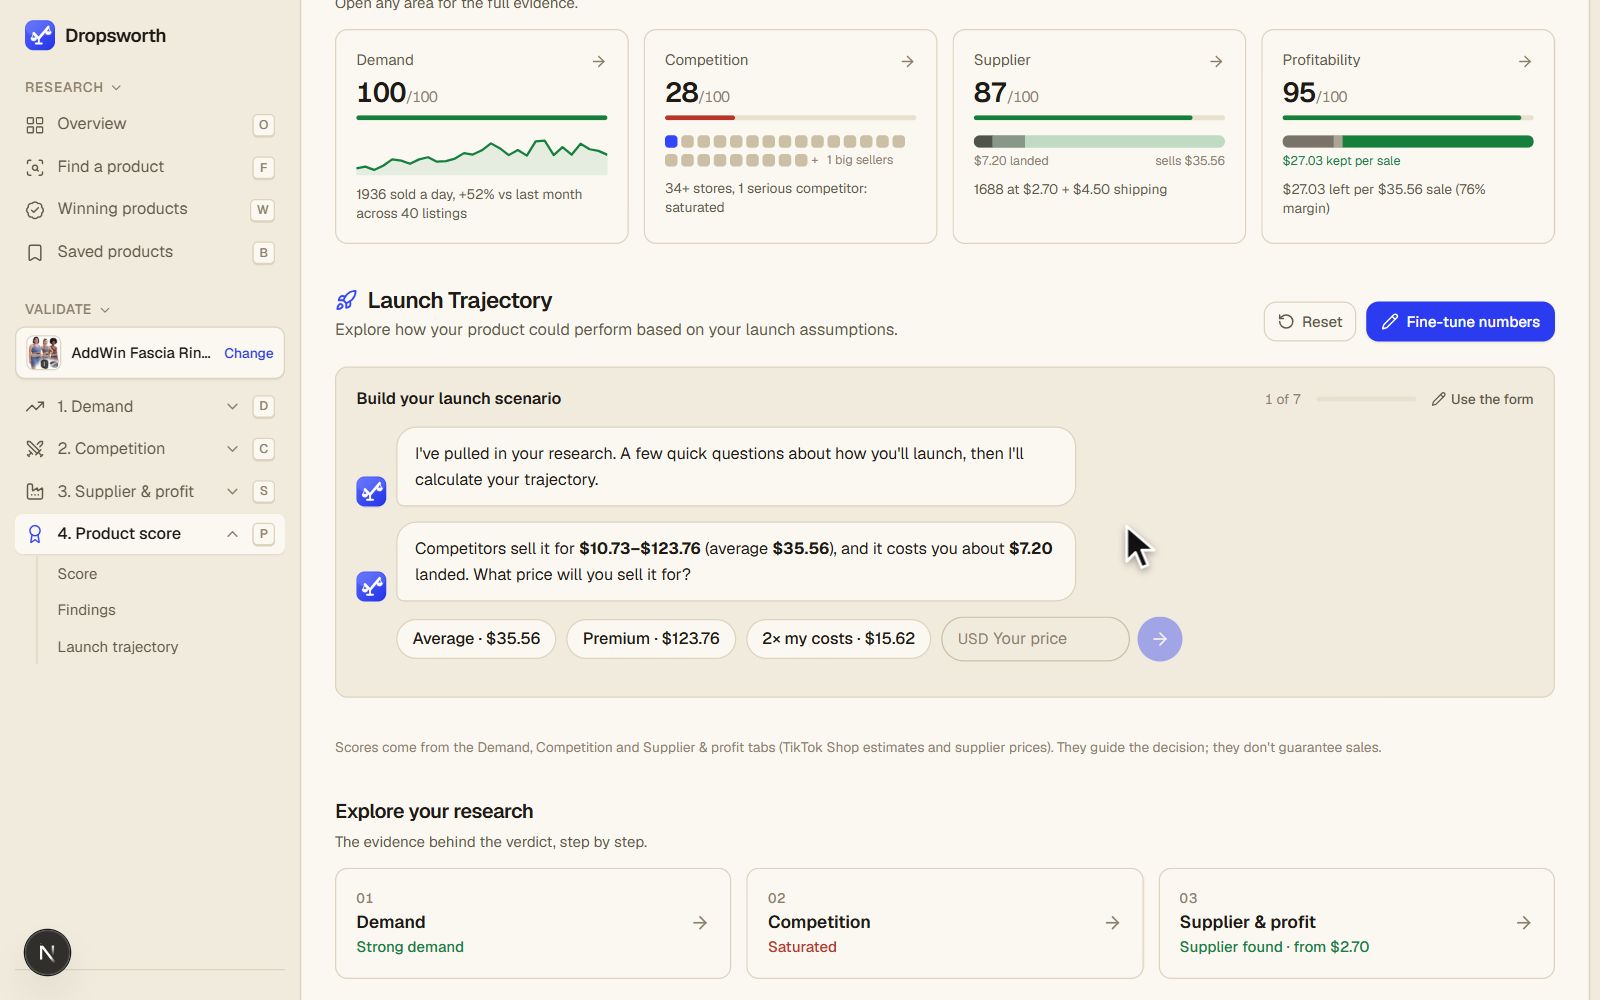 Dropsworth
RESEARCH
Overview O
Find a product F
Winning products W
Saved products B
VALIDATE
AddWin Fascia Rin... Change
1. Demand D
2. Competition C
3. Supplier & profit S
4. Product score P
Score
Findings
Launch trajectory
N
Open any area for the full evidence.
Demand
100/100
1936 sold a day, +52% vs last month
across 40 listings
Competition
28/100
+ 1 big sellers
34+ stores, 1 serious competitor:
saturated
Supplier
87/100
$7.20 landed sells $35.56
1688 at $2.70 + $4.50 shipping
Profitability
95/100
$27.03 kept per sale
$27.03 left per $35.56 sale (76%
margin)
Launch Trajectory
Explore how your product could perform based on your launch assumptions.
Reset
Fine-tune numbers
Build your launch scenario
1 of 7
Use the form
I've pulled in your research. A few quick questions about how you'll launch, then I'll
calculate your trajectory.
Competitors sell it for $10.73–$123.76 (average $35.56), and it costs you about $7.20
landed. What price will you sell it for?
Average · $35.56
Premium · $123.76
2× my costs · $15.62
USD Your price
Scores come from the Demand, Competition and Supplier & profit tabs (TikTok Shop estimates and supplier prices). They guide the decision; they don't guarantee sales.
Explore your research
The evidence behind the verdict, step by step.
01
Demand
Strong demand
02
Competition
Saturated
03
Supplier & profit
Supplier found · from $2.70